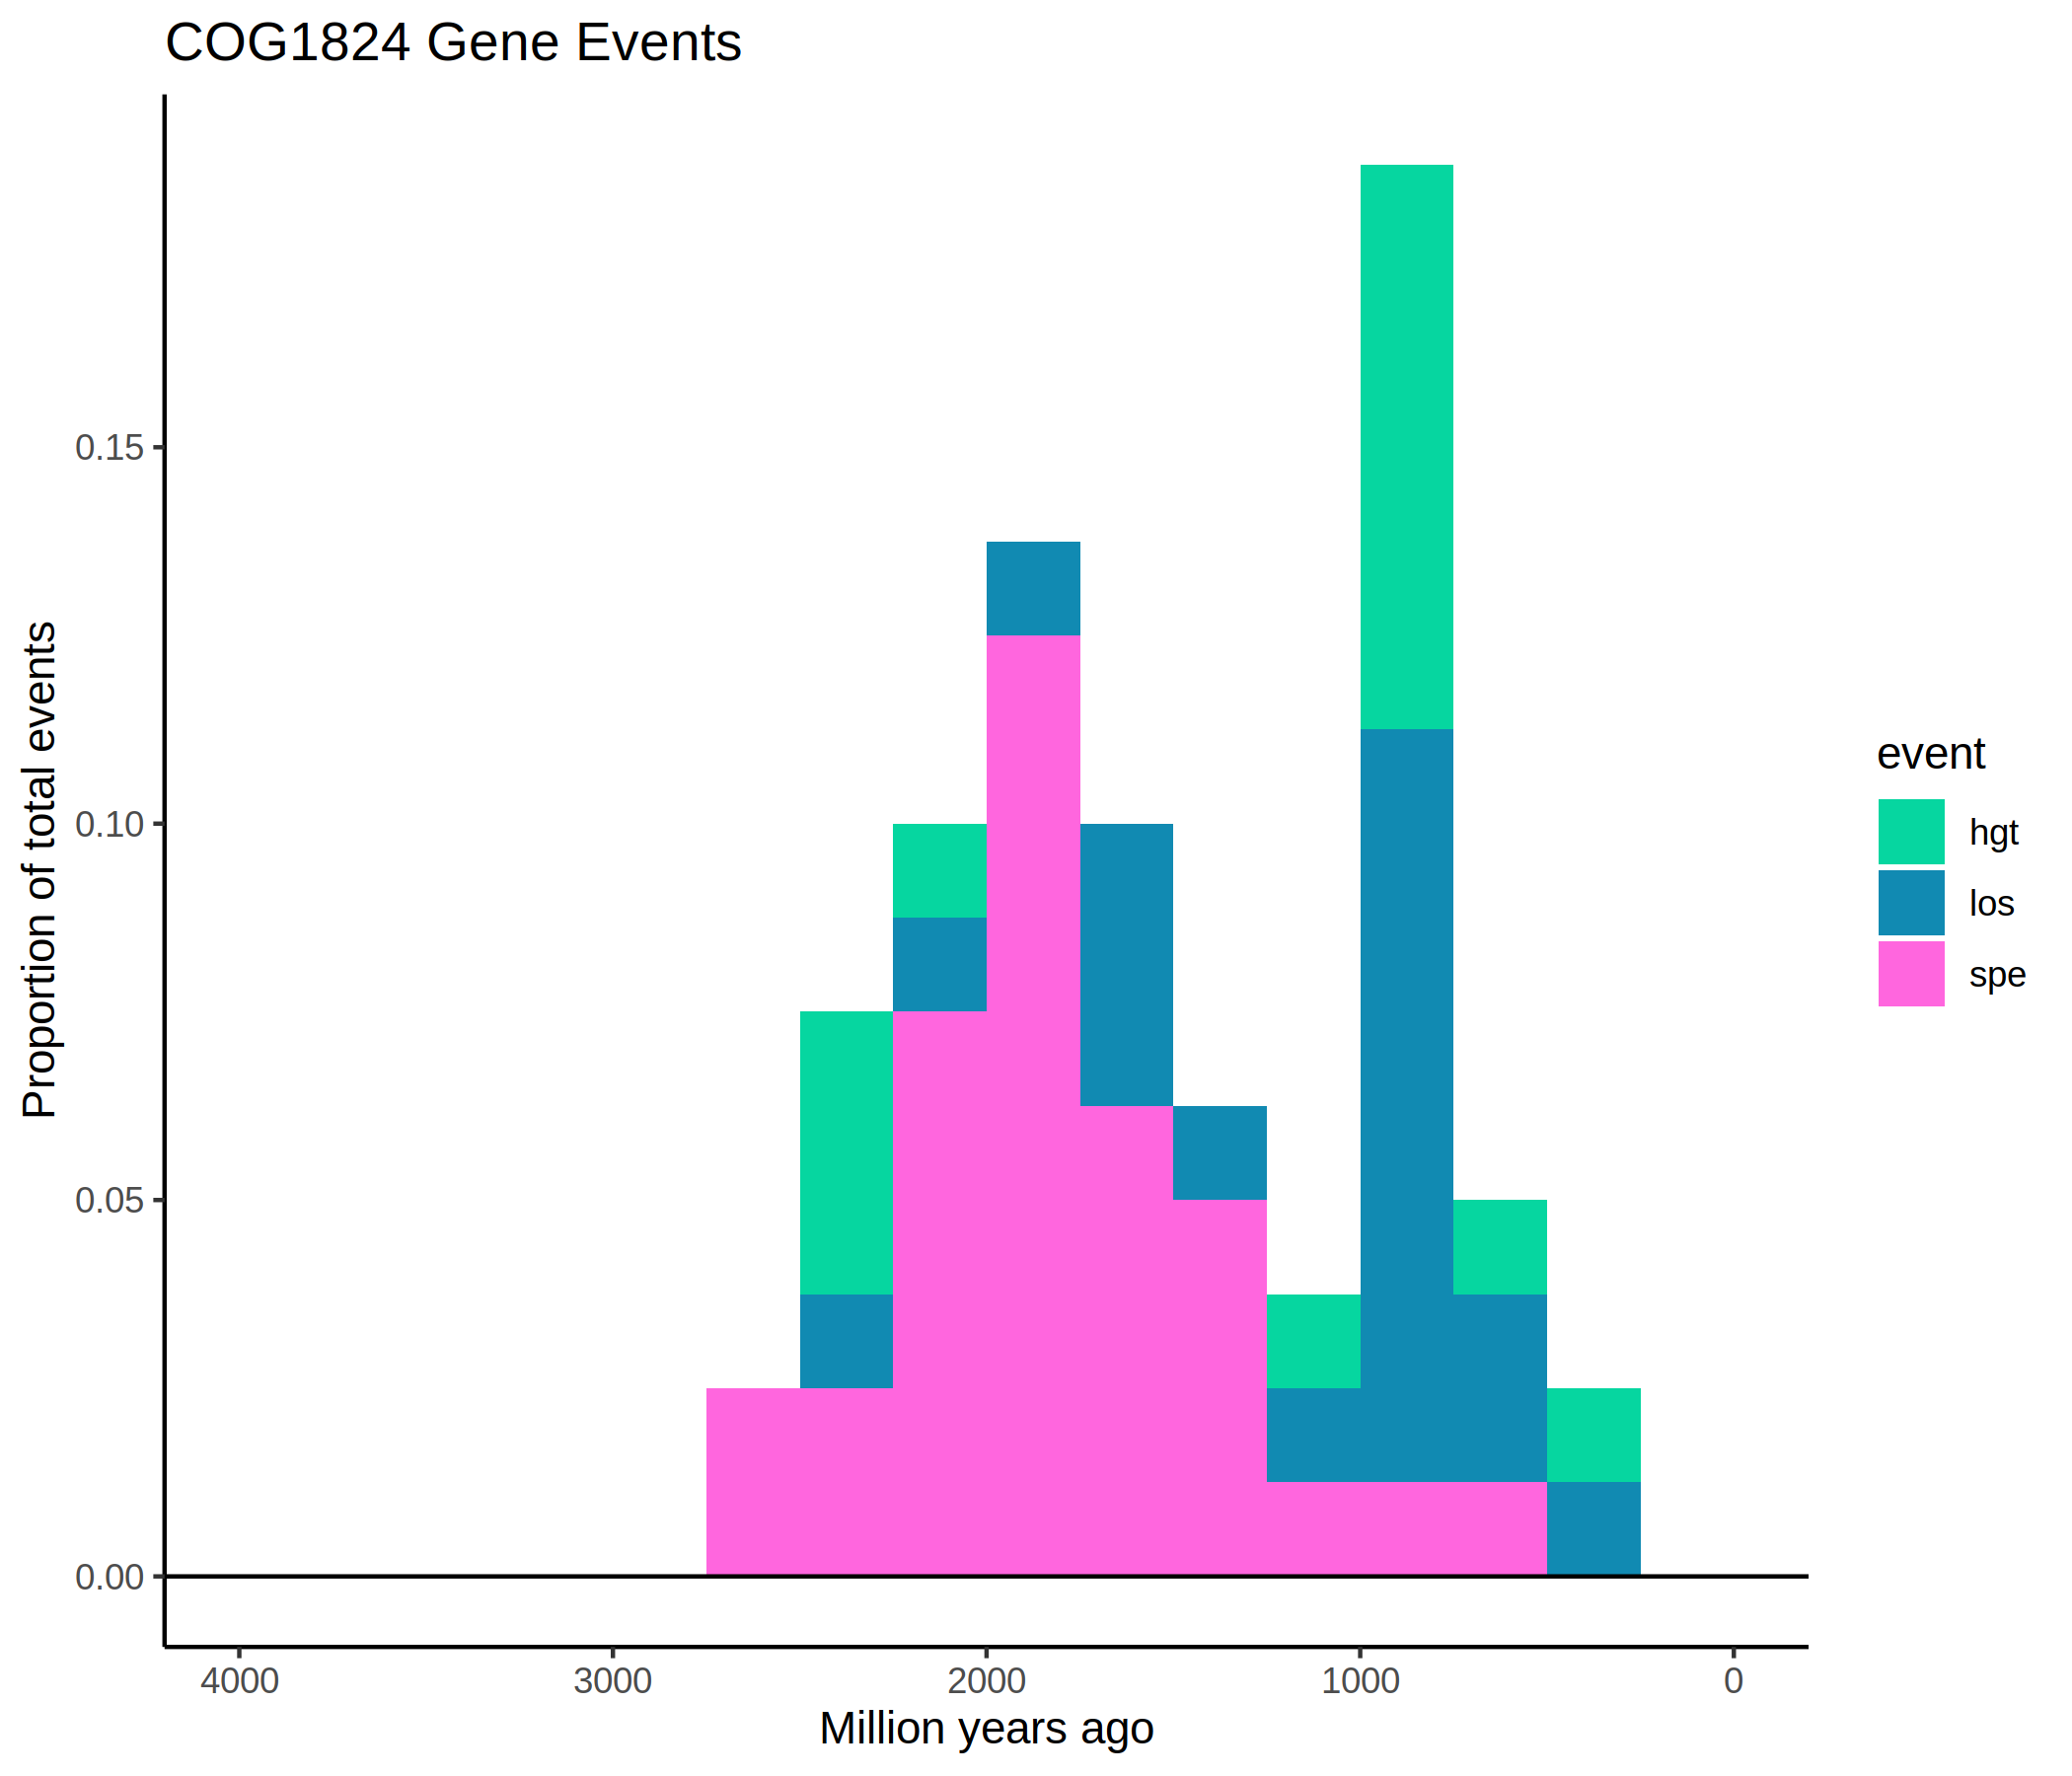 COG1824 Gene Events
Proportion of total events
0.15
0.10
0.05
0.00
4000 3000 2000 1000 0
Million years ago
event
hgt
los
spe